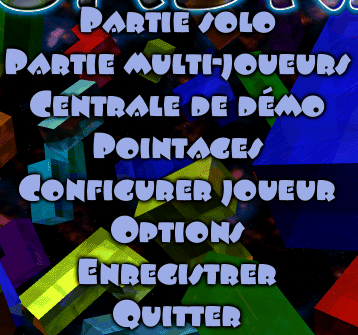 Partie solo
Partie multi-joueurs
Centrale de démo
Pointages
Configurer joueur
Options
Enregistrer
Quitter